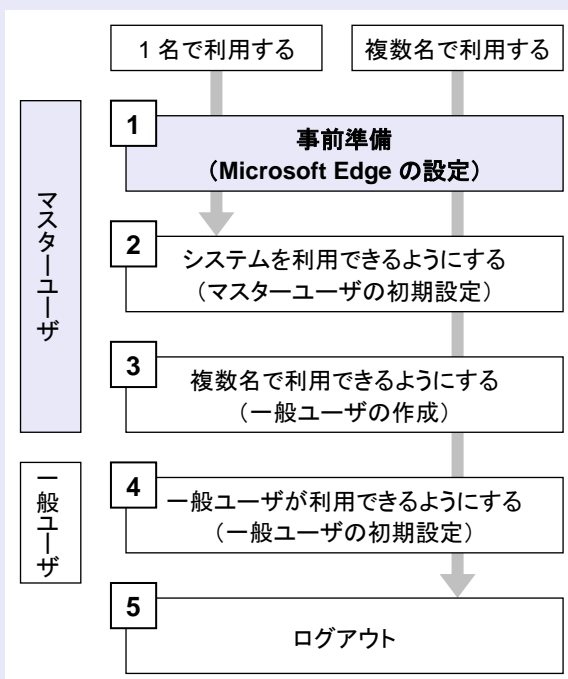 1 名で利用する
複数名で利用する
マスターユーザ
1
事前準備
（Microsoft Edge の設定）
2
システムを利用できるようにする
（マスターユーザの初期設定）
3
複数名で利用できるようにする
（一般ユーザの作成）
一般ユーザ
4
一般ユーザが利用できるようにする
（一般ユーザの初期設定）
5
ログアウト